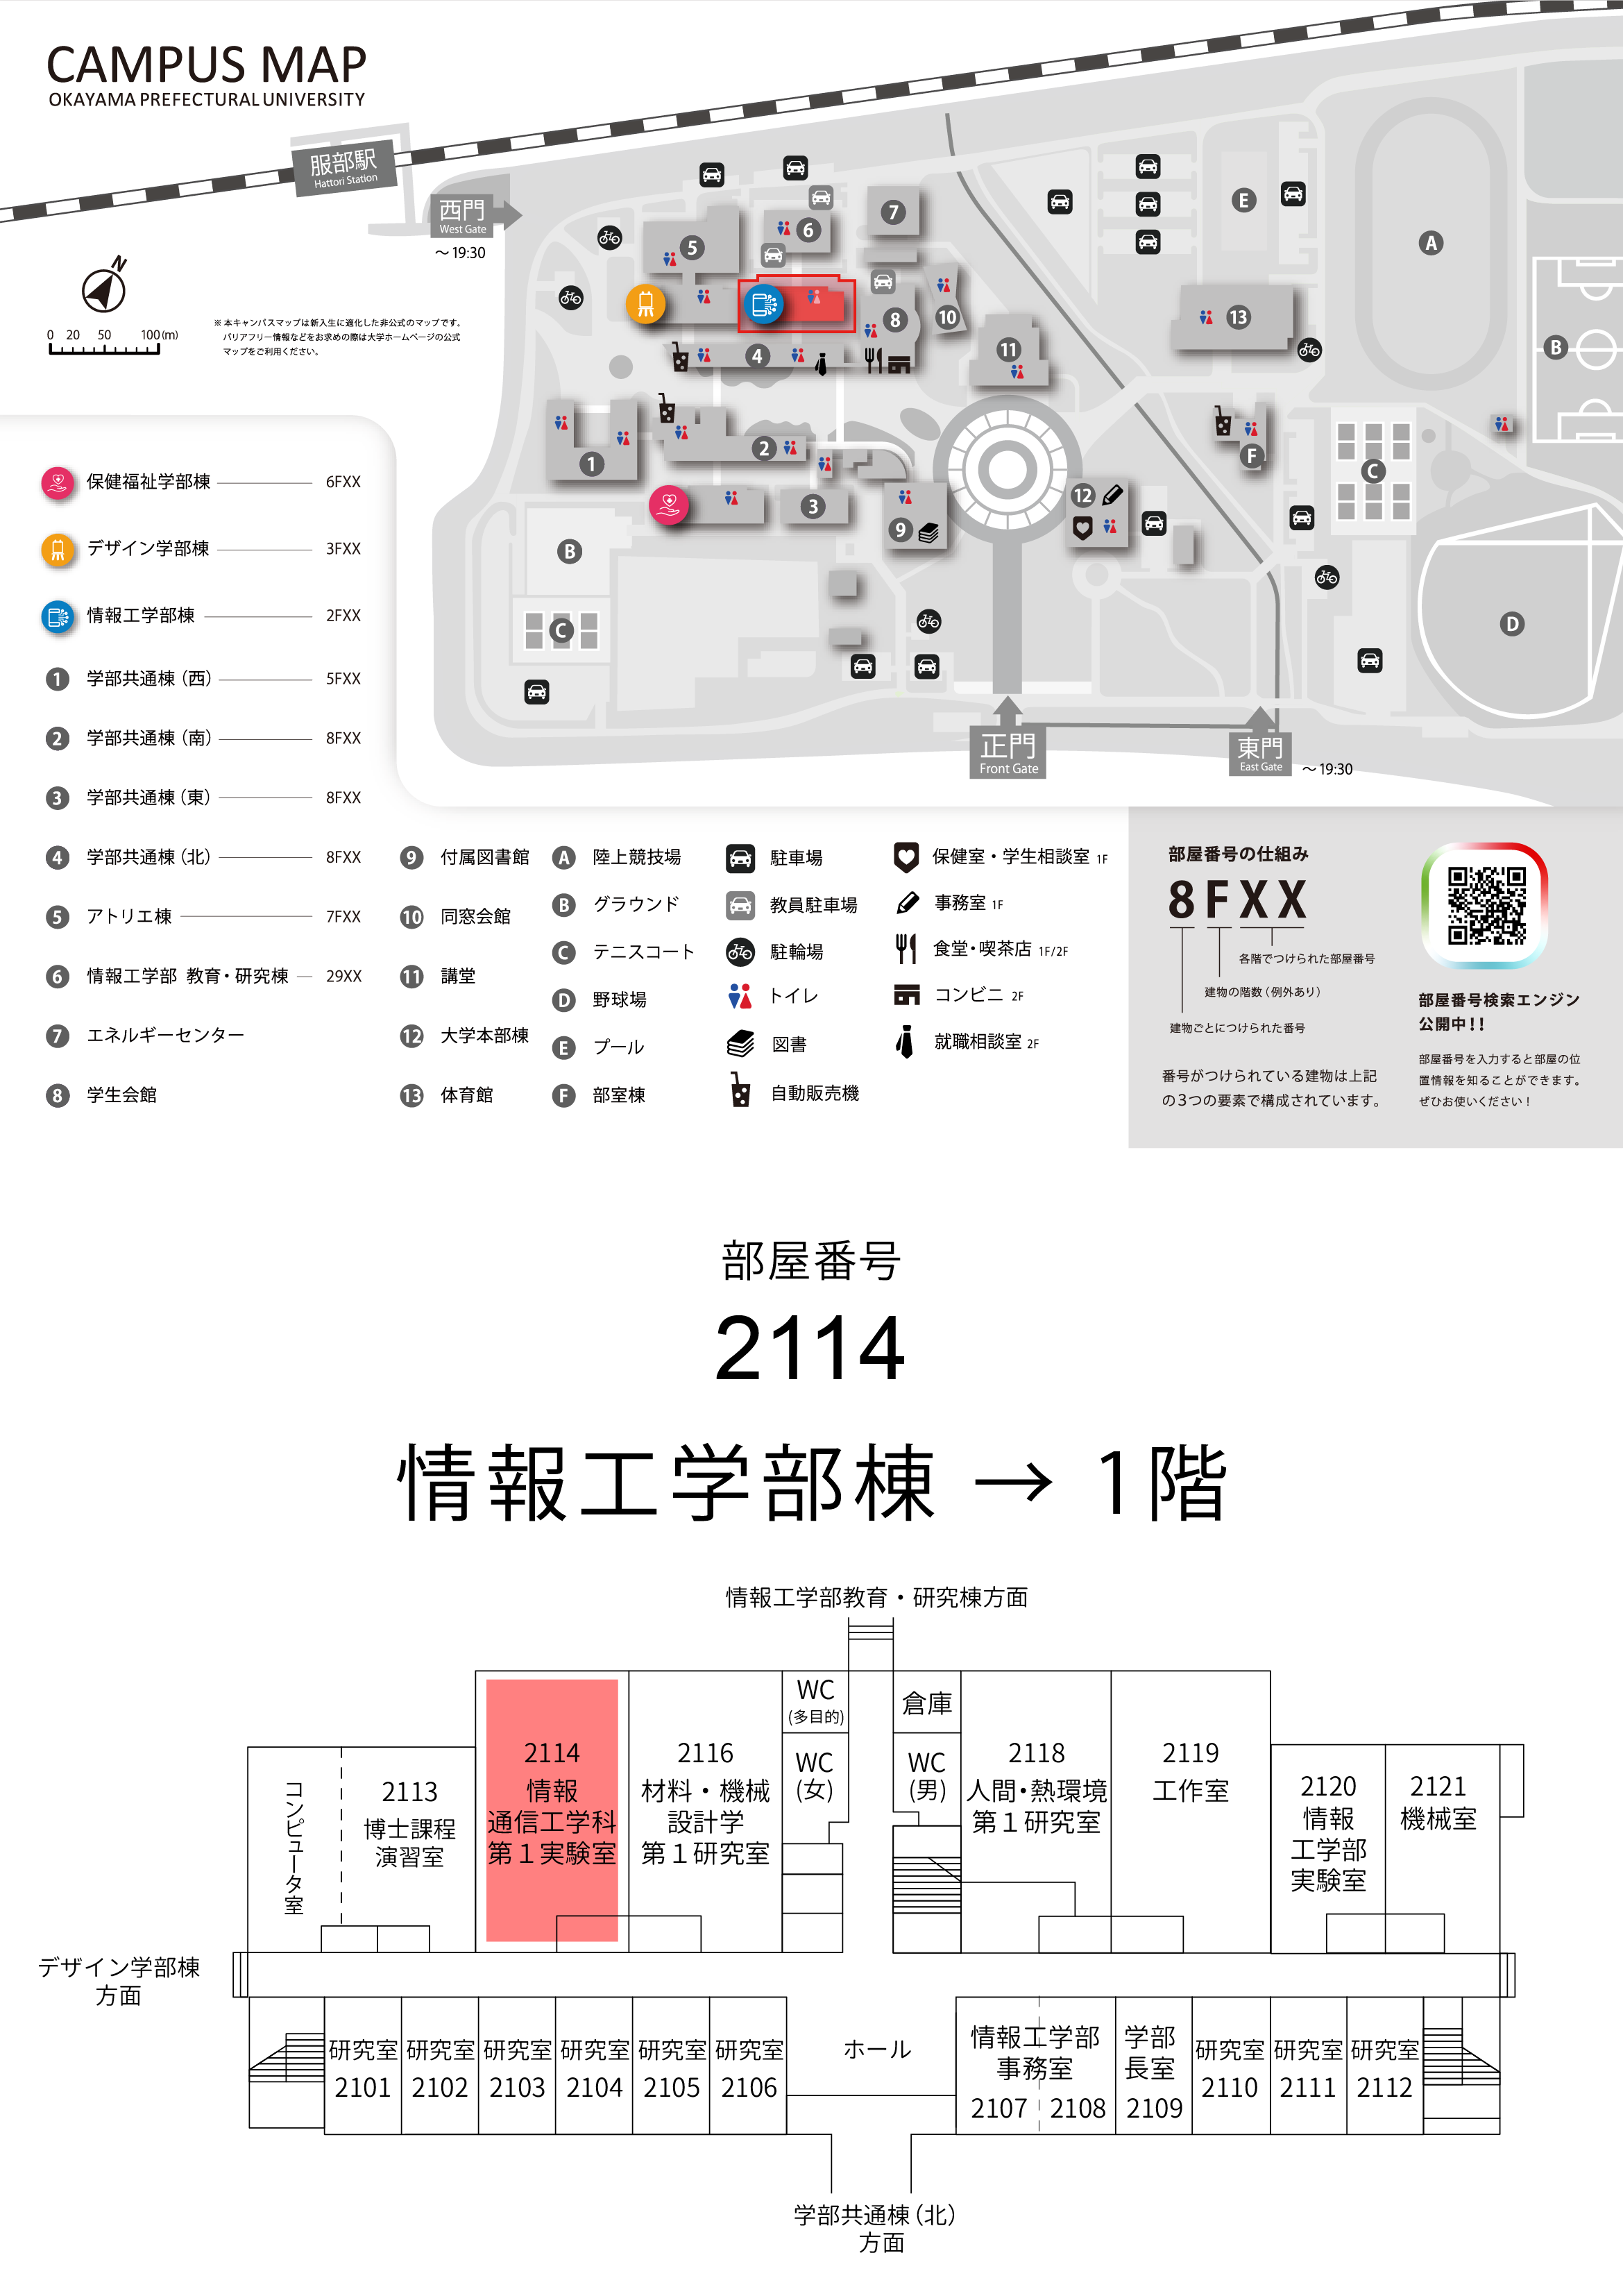 CAMPUS MAP
OKAYAMA PREFECTURAL UNIVERSITY
服部駅
Hattori Station
西門
West Gate
～19:30
N
0 20 50 100(m)
※ 本キャンパスマップは新入生に適化した非公式のマップです。
バリアフリー情報などをお求めの際は大学ホームページの公式
マップをご利用ください。
7
6
5
E
A
8
10
13
11
4
B
2
1
F
C
12
3
9
B
C
D
正門
Front Gate
東門
East Gate
～19:30
保健福祉学部棟 6FXX
デザイン学部棟 3FXX
情報工学部棟 2FXX
1 学部共通棟（西） 5FXX
2 学部共通棟（南） 8FXX
3 学部共通棟（東） 8FXX
4 学部共通棟（北） 8FXX
5 アトリエ棟 7FXX
6 情報工学部 教育・研究棟 29XX
7 エネルギーセンター
8 学生会館
9 付属図書館
10 同窓会館
11 講堂
12 大学本部棟
13 体育館
A 陸上競技場
B グラウンド
C テニスコート
D 野球場
E プール
F 部室棟
駐車場
教員駐車場
駐輪場
トイレ
図書
自動販売機
保健室・学生相談室 1F
事務室 1F
食堂・喫茶店 1F/2F
コンビニ 2F
就職相談室 2F
部屋番号の仕組み
8FXX
各階でつけられた部屋番号
建物の階数（例外あり）
建物ごとにつけられた番号
番号がつけられている建物は上記
の3つの要素で構成されています。
部屋番号検索エンジン
公開中！！
部屋番号を入力すると部屋の位
置情報を知ることができます。
ぜひお使いください！
部屋番号
2114
情報工学部棟 → 1階
情報工学部教育・研究棟方面
コンピュータ室
2113
博士課程
演習室
2114
情報
通信工学科
第１実験室
2116
材料・機械
設計学
第１研究室
WC
(多目的)
WC
(女)
倉庫
WC
(男)
2118
人間・熱環境
第１研究室
2119
工作室
2120
情報
工学部
実験室
2121
機械室
デザイン学部棟
方面
研究室
2101
研究室
2102
研究室
2103
研究室
2104
研究室
2105
研究室
2106
ホール
情報工学部
事務室
2107 2108
学部
長室
2109
研究室
2110
研究室
2111
研究室
2112
学部共通棟（北）
方面